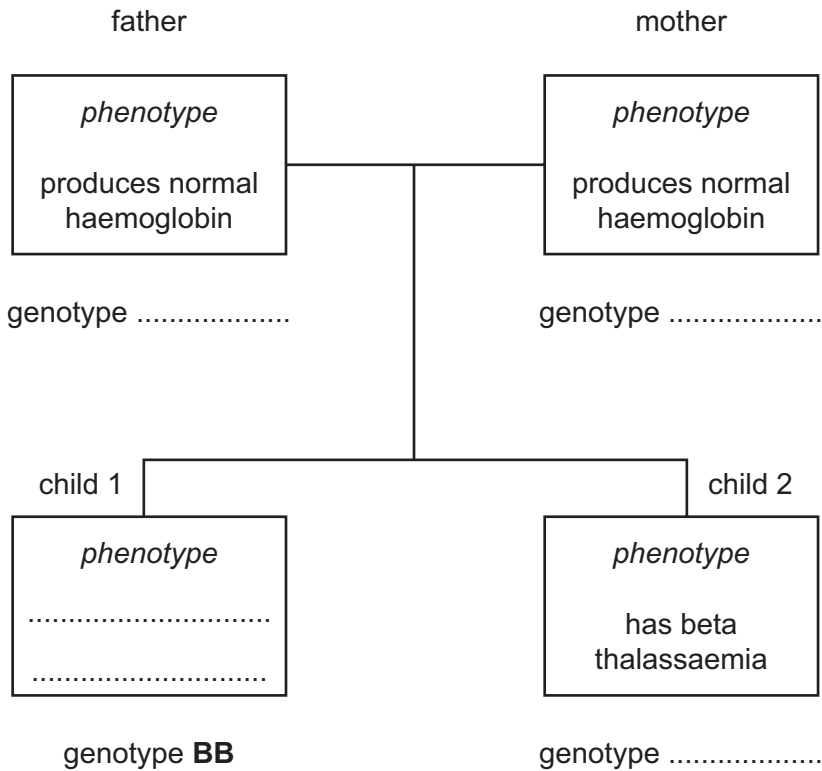 father
mother
phenotype
produces normal
haemoglobin
phenotype
produces normal
haemoglobin
genotype ...................
genotype ...................
child 1
child 2
phenotype
..............................
.............................
phenotype
has beta
thalassaemia
genotype BB
genotype ...................